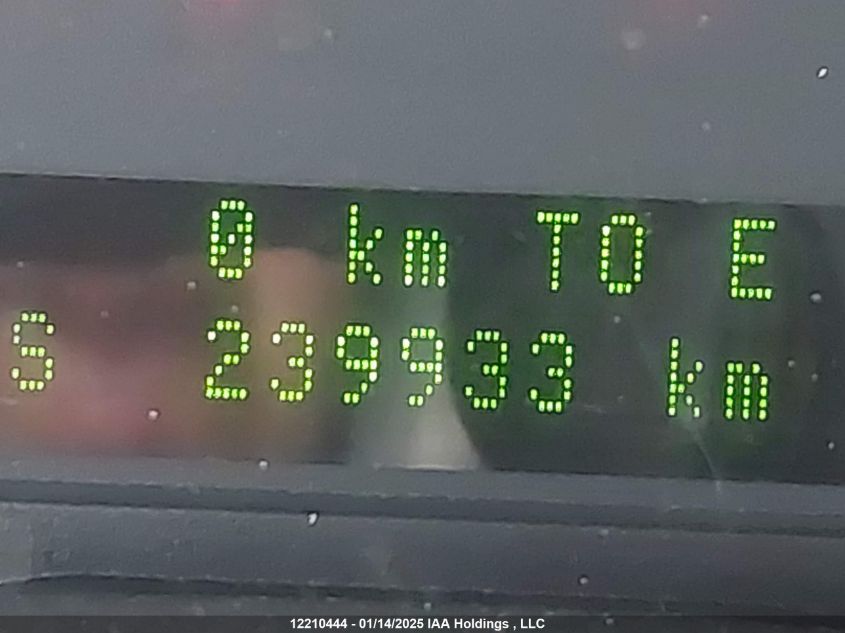 0 km TO E
S 239933 km
12210444 - 01/14/2025 IAA Holdings , LLC